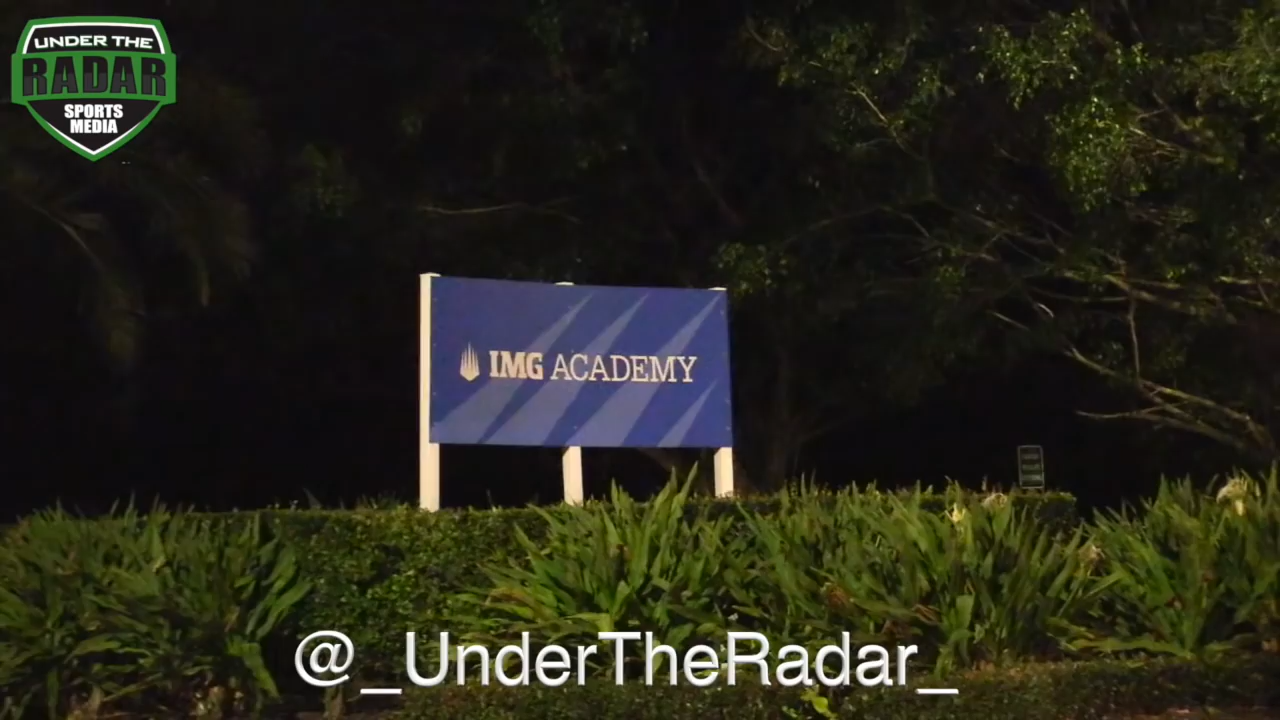 UNDER THE
RADAR
SPORTS
MEDIA
IMG ACADEMY
@_UnderTheRadar_